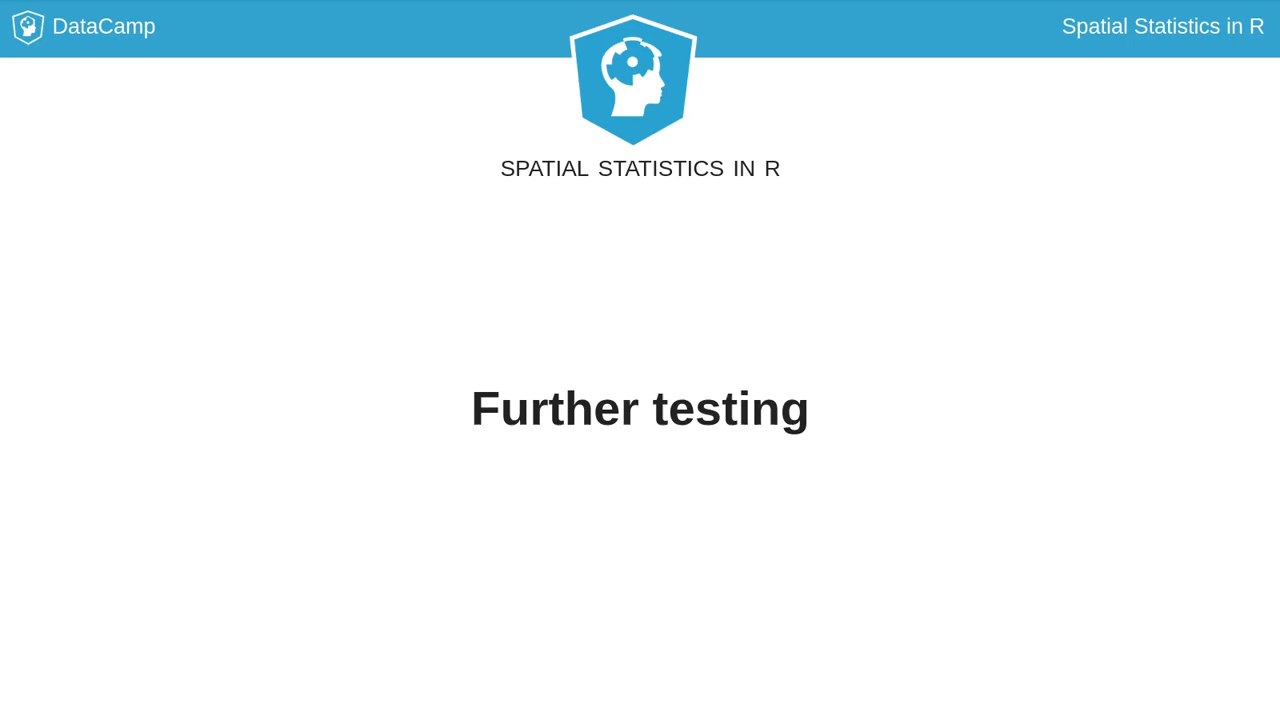 DataCamp
Spatial Statistics in R
SPATIAL STATISTICS IN R
Further testing